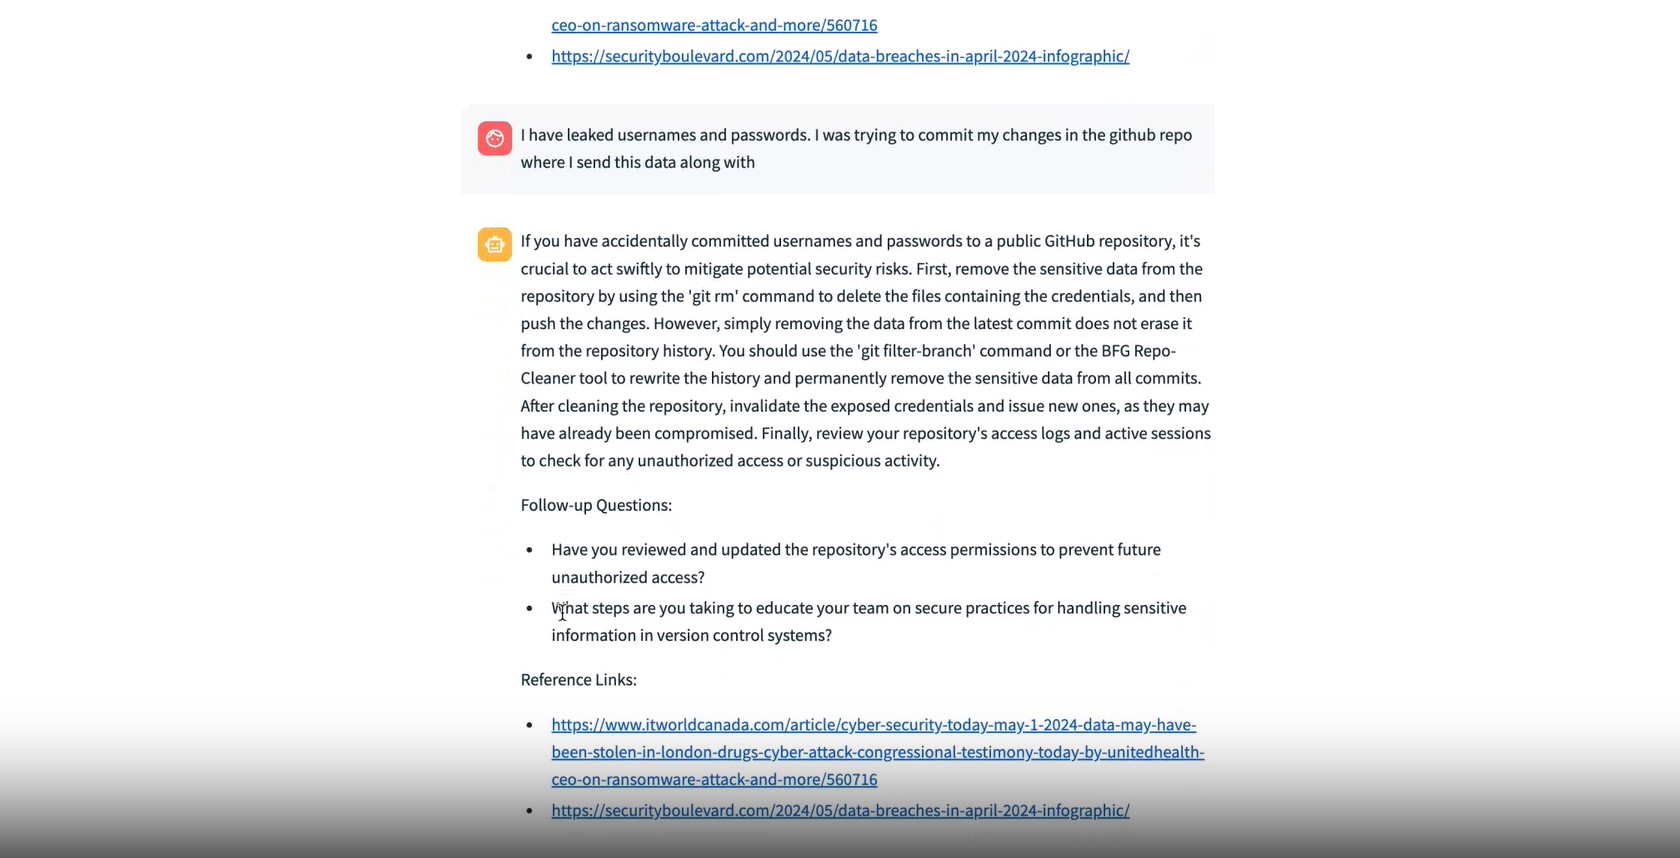 ceo-on-ransomware-attack-and-more/560716
• https://securityboulevard.com/2024/05/data-breaches-in-april-2024-infographic/
I have leaked usernames and passwords. I was trying to commit my changes in the github repo
where I send this data along with
If you have accidentally committed usernames and passwords to a public GitHub repository, it's
crucial to act swiftly to mitigate potential security risks. First, remove the sensitive data from the
repository by using the 'git rm' command to delete the files containing the credentials, and then
push the changes. However, simply removing the data from the latest commit does not erase it
from the repository history. You should use the 'git filter-branch' command or the BFG Repo-
Cleaner tool to rewrite the history and permanently remove the sensitive data from all commits.
After cleaning the repository, invalidate the exposed credentials and issue new ones, as they may
have already been compromised. Finally, review your repository's access logs and active sessions
to check for any unauthorized access or suspicious activity.
Follow-up Questions:
• Have you reviewed and updated the repository's access permissions to prevent future
unauthorized access?
• What steps are you taking to educate your team on secure practices for handling sensitive
information in version control systems?
Reference Links:
• https://www.itworldcanada.com/article/cyber-security-today-may-1-2024-data-may-have-
been-stolen-in-london-drugs-cyber-attack-congressional-testimony-today-by-unitedhealth-
ceo-on-ransomware-attack-and-more/560716
• https://securityboulevard.com/2024/05/data-breaches-in-april-2024-infographic/